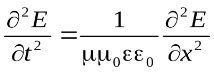 ∂²E/∂t² = 1/(μμ₀εε₀) ∂²E/∂x²